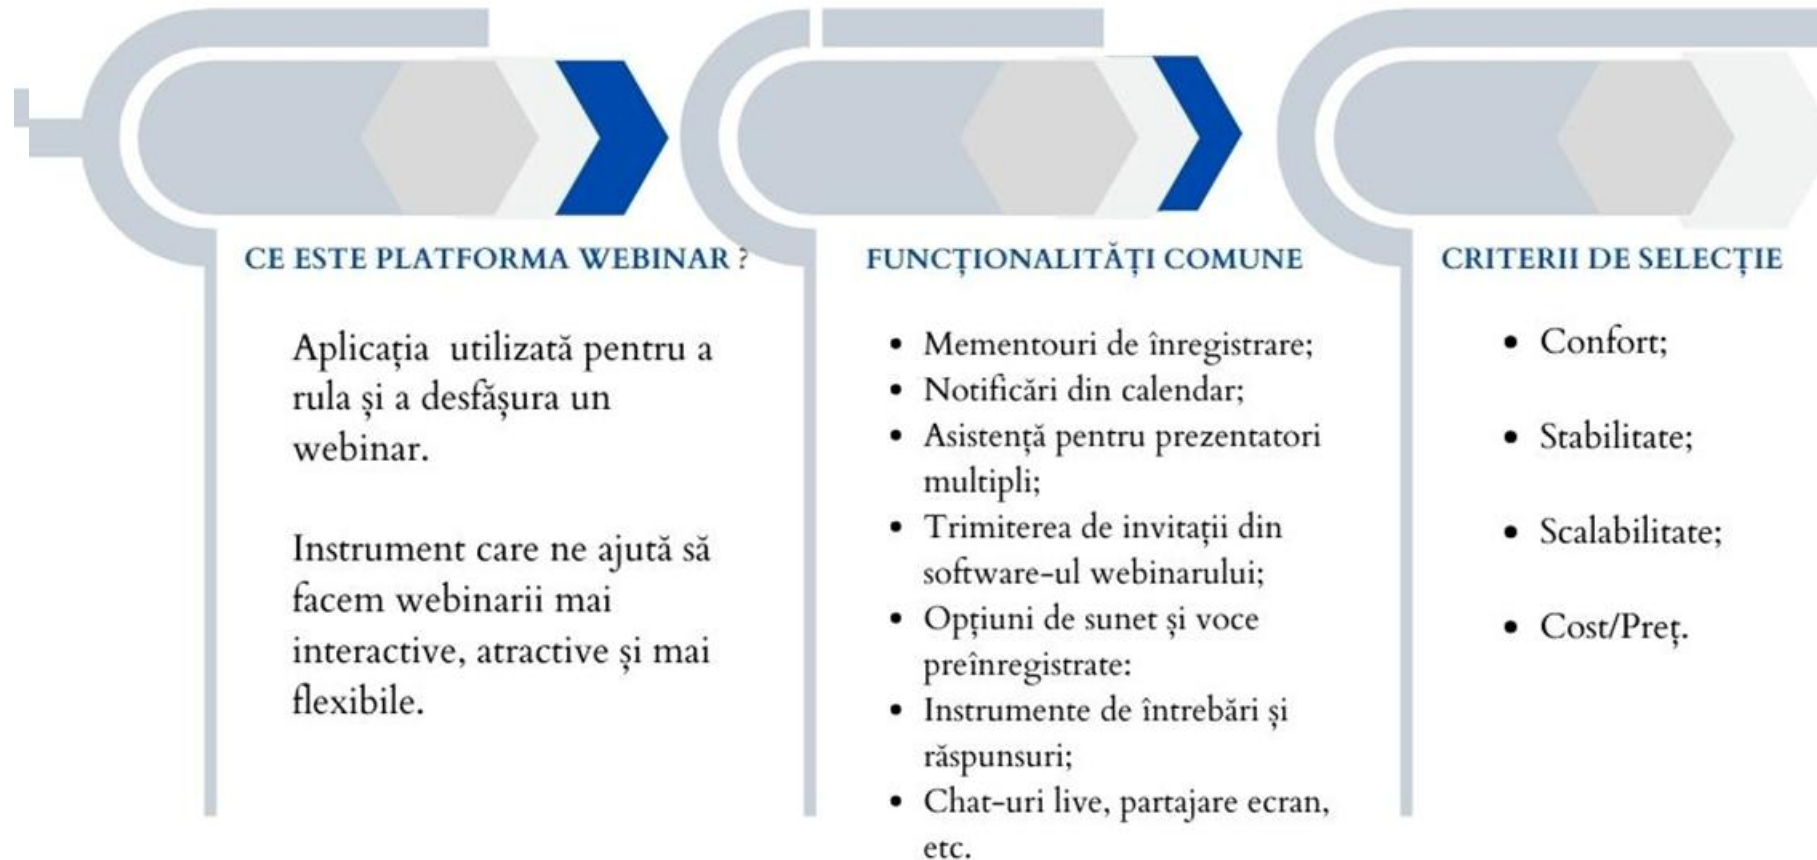 CE ESTE PLATFORMA WEBINAR ?
Aplicația utilizată pentru a
rula și a desfășura un
webinar.
Instrument care ne ajută să
facem webinarii mai
interactive, atractive și mai
flexibile.
FUNCȚIONALITĂȚI COMUNE
• Mementouri de înregistrare;
• Notificări din calendar;
• Asistență pentru prezentatori
multipli;
• Trimiterea de invitații din
software-ul webinarului;
• Opțiuni de sunet și voce
preînregistrate:
• Instrumente de întrebări și
răspunsuri;
• Chat-uri live, partajare ecran,
etc.
CRITERII DE SELECȚIE
• Confort;
• Stabilitate;
• Scalabilitate;
• Cost/Preț.